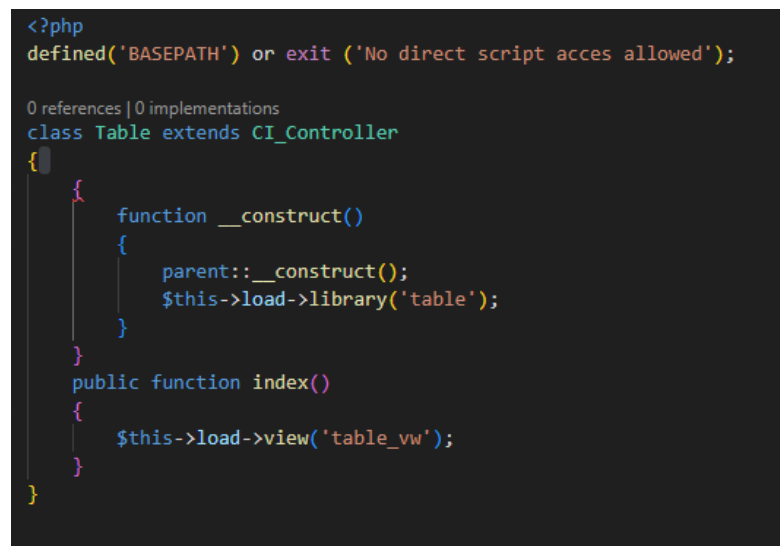 <?php
defined('BASEPATH') or exit ('No direct script acces allowed');
0 references | 0 implementations
class Table extends CI_Controller
{
{
function __construct()
{
parent::__construct();
$this->load->library('table');
}
}
public function index()
{
$this->load->view('table_vw');
}
}